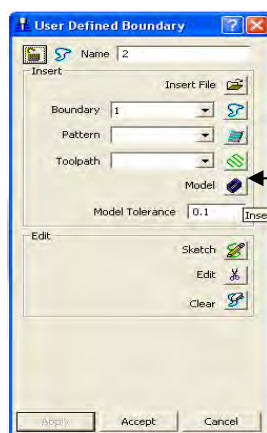 User Defined Boundary
Name 2
Insert
Insert File
Boundary 1
Pattern
Toolpath
Model
Model Tolerance 0.1
Inse
Edit
Sketch
Edit
Clear
Apply Accept Cancel